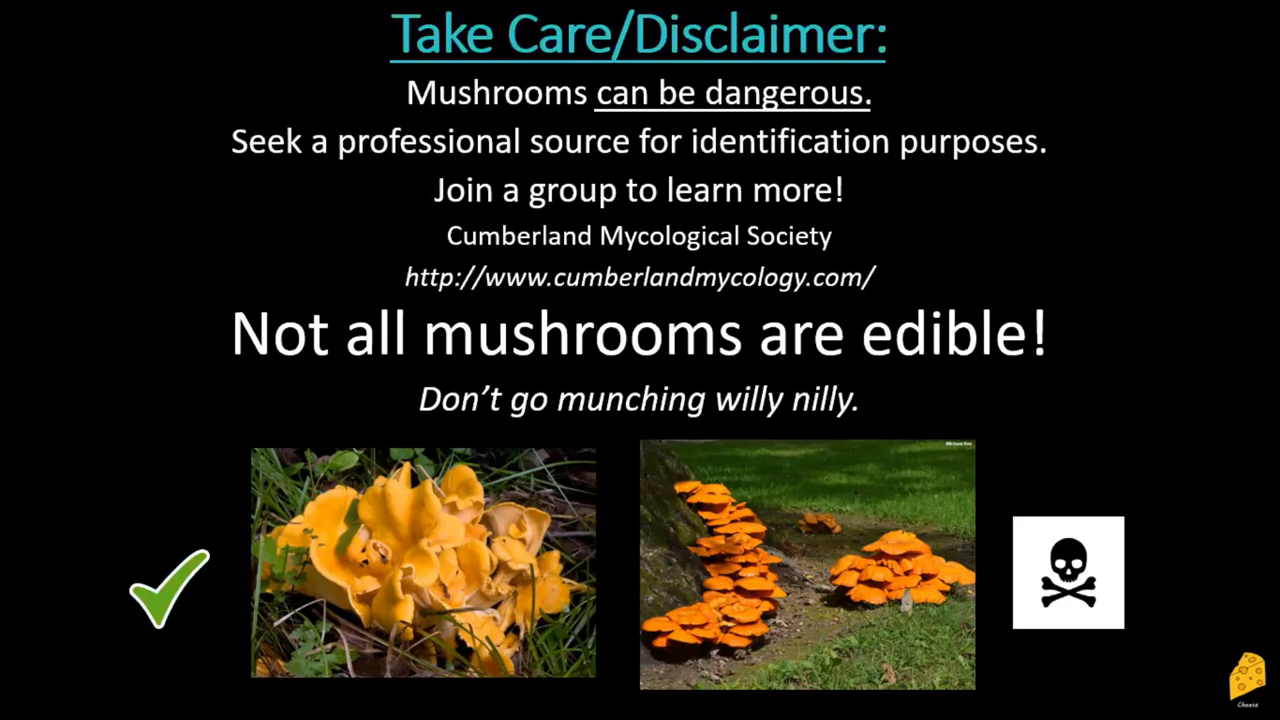 Take Care/Disclaimer:
Mushrooms can be dangerous.
Seek a professional source for identification purposes.
Join a group to learn more!
Cumberland Mycological Society
http://www.cumberlandmycology.com/
Not all mushrooms are edible!
Don’t go munching willy nilly.
Cheese